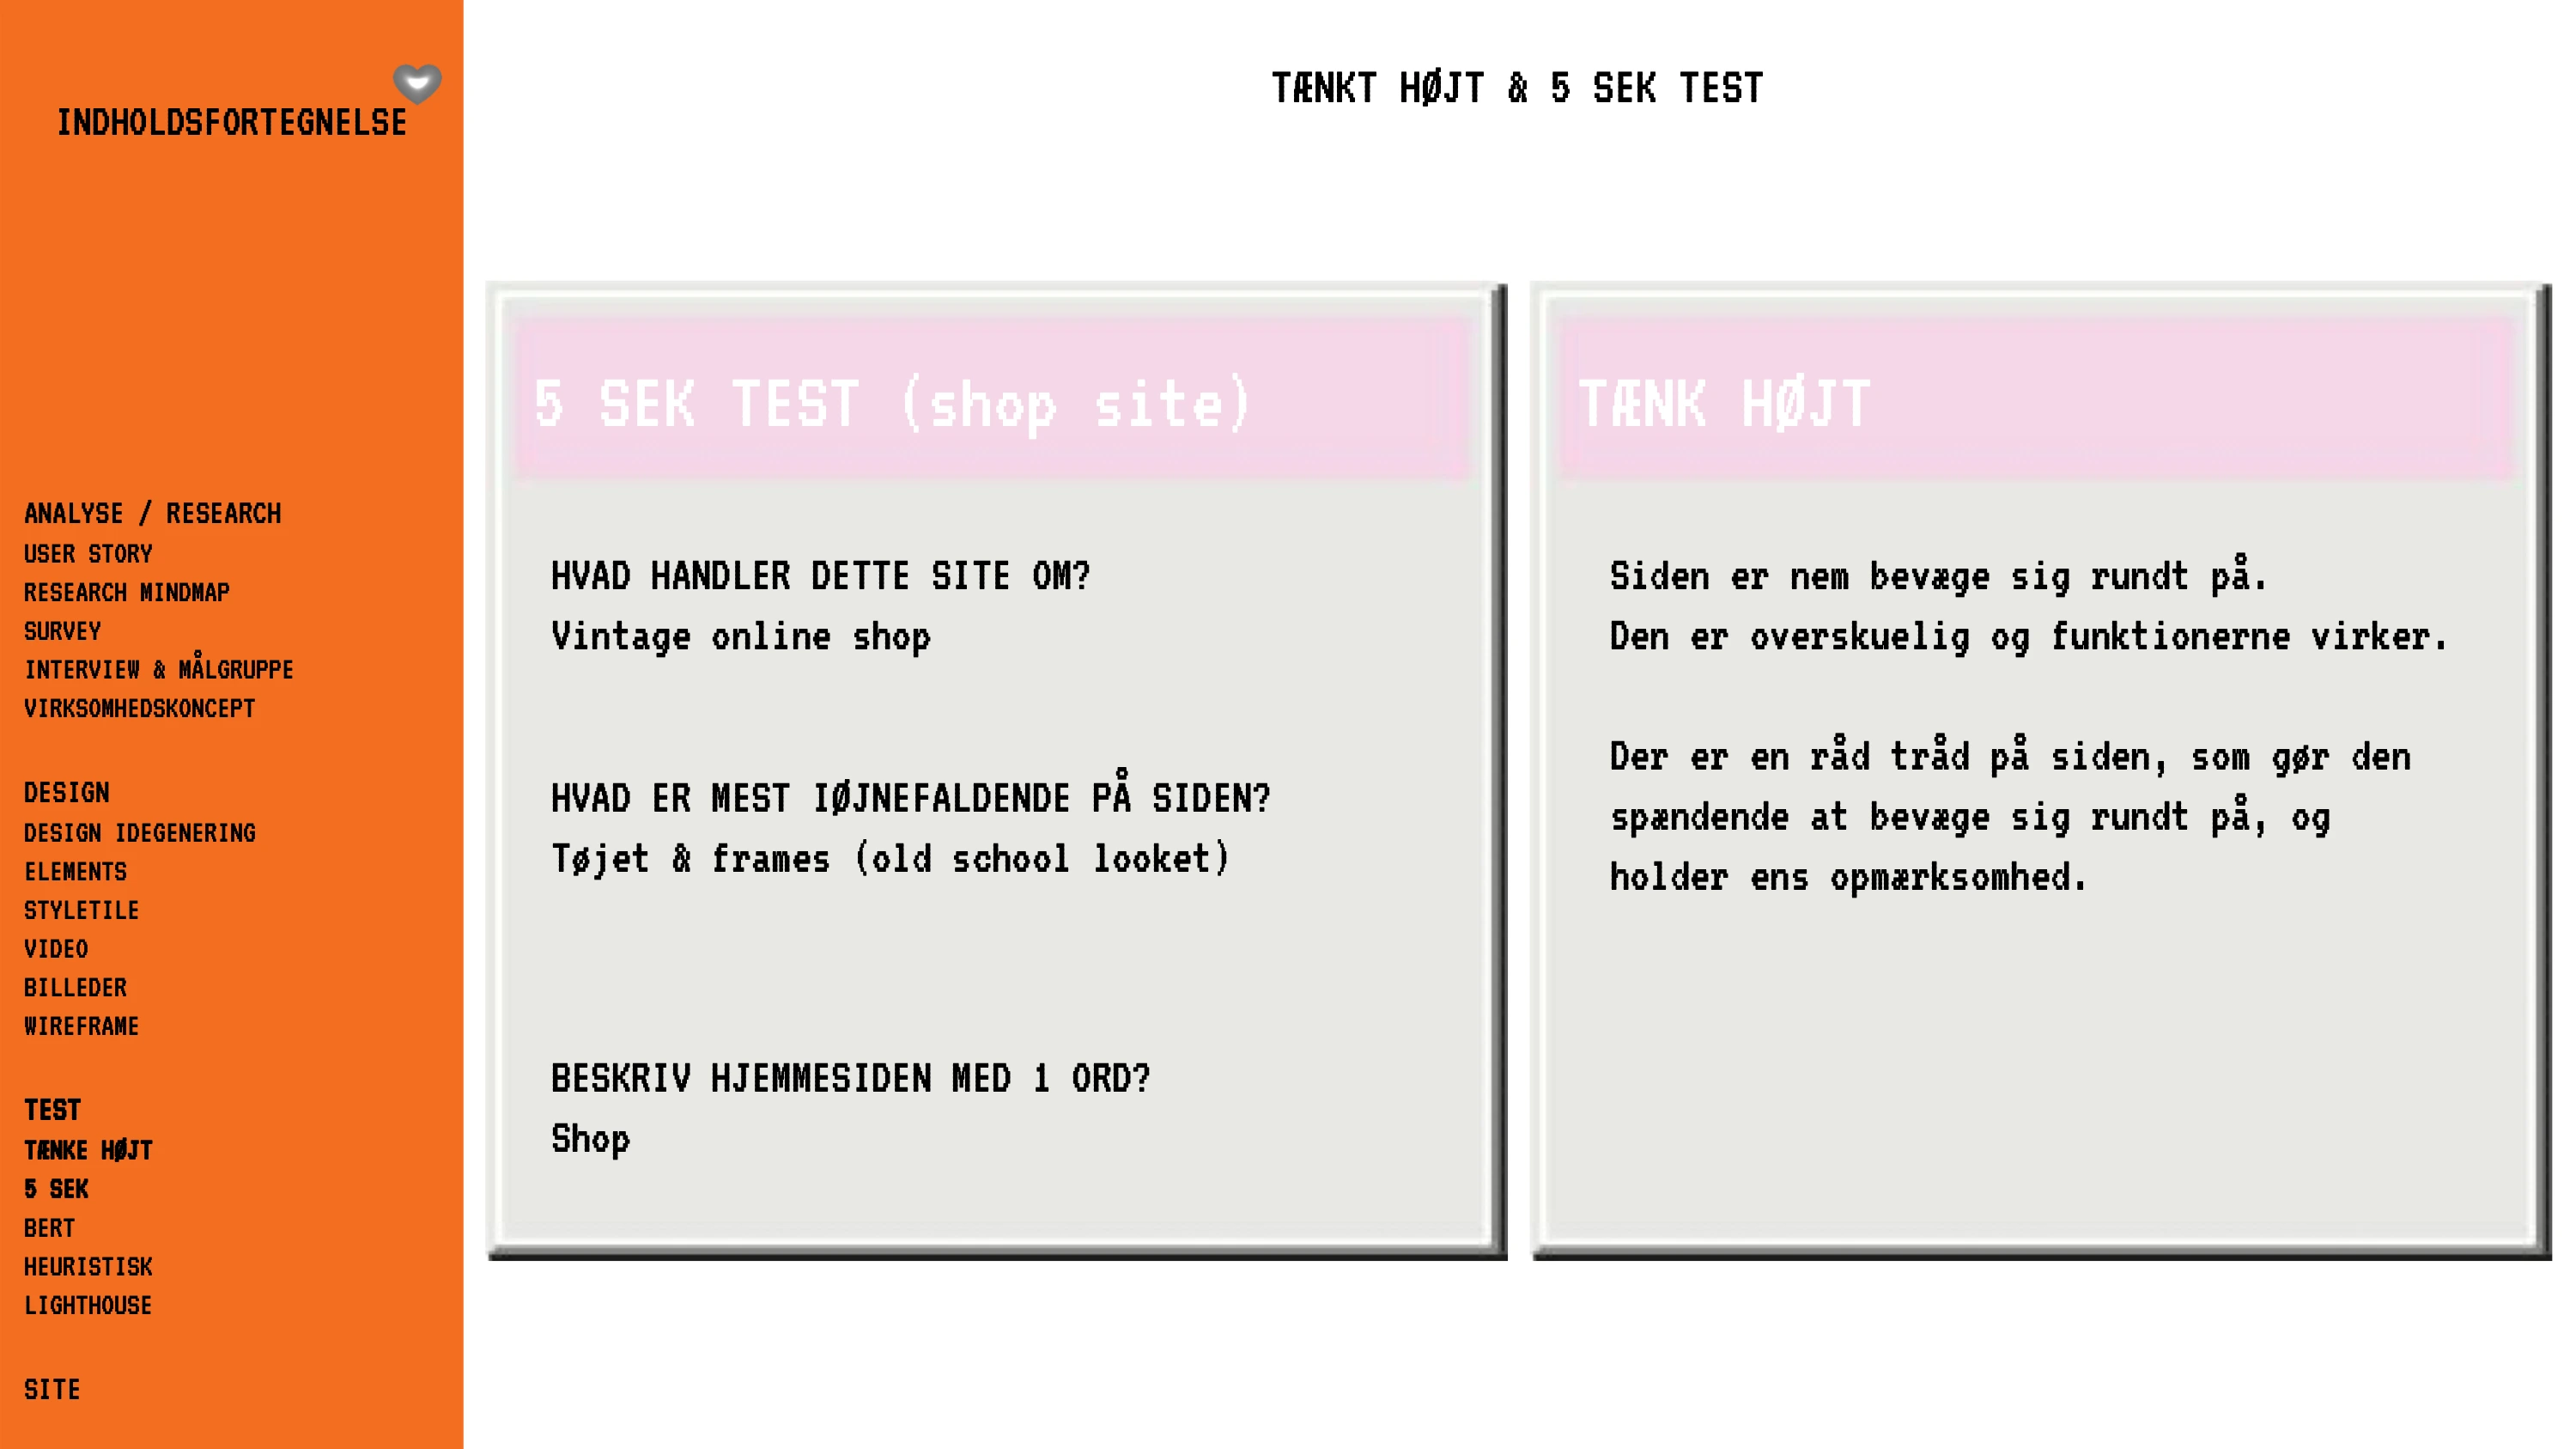 INDHOLDSFORTEGNELSE
ANALYSE / RESEARCH
USER STORY
RESEARCH MINDMAP
SURVEY
INTERVIEW & MÅLGRUPPE
VIRKSOMHEDSKONCEPT
DESIGN
DESIGN IDEGENERING
ELEMENTS
STYLETILE
VIDEO
BILLEDER
WIREFRAME
TEST
TÆNKE HØJT
5 SEK
BERT
HEURISTISK
LIGHTHOUSE
SITE
TÆNKT HØJT & 5 SEK TEST
5 SEK TEST (shop site)
HVAD HANDLER DETTE SITE OM?
Vintage online shop
HVAD ER MEST IØJNEFALDENDE PÅ SIDEN?
Tøjet & frames (old school looket)
BESKRIV HJEMMESIDEN MED 1 ORD?
Shop
TÆNK HØJT
Siden er nem bevæge sig rundt på.
Den er overskuelig og funktionerne virker.
Der er en råd tråd på siden, som gør den
spændende at bevæge sig rundt på, og
holder ens opmærksomhed.